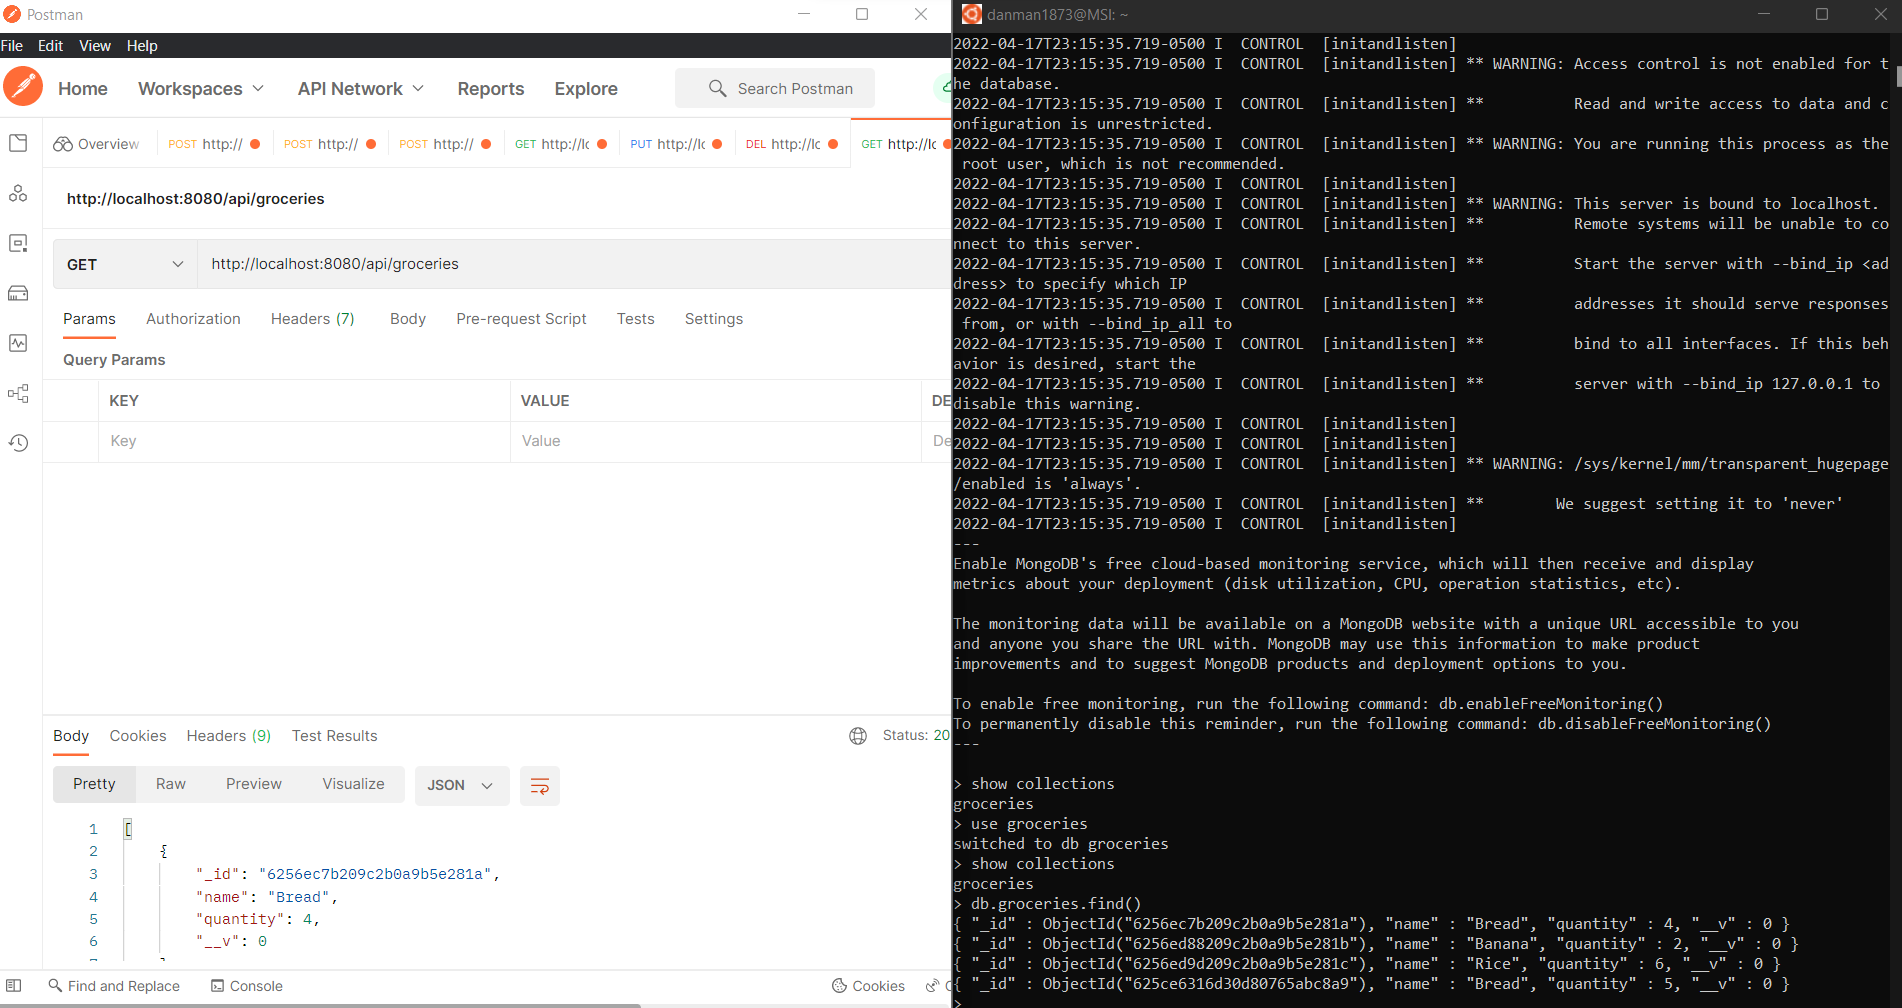 Postman
File Edit View Help
Home Workspaces API Network Reports Explore Search Postman
Overview POST http:// POST http:// POST http:// GET http://lc PUT http://lc DEL http://lc GET http://lc
http://localhost:8080/api/groceries
GET http://localhost:8080/api/groceries
Params Authorization Headers (7) Body Pre-request Script Tests Settings
Query Params
KEY VALUE DE
Key Value De
Body Cookies Headers (9) Test Results Status: 20
Pretty Raw Preview Visualize JSON
1 [
2 {
3 "_id": "6256ec7b209c2b0a9b5e281a",
4 "name": "Bread",
5 "quantity": 4,
6 "__v": 0
Find and Replace Console Cookies
danman1873@MSI: ~
2022-04-17T23:15:35.719-0500 I  CONTROL  [initandlisten]
2022-04-17T23:15:35.719-0500 I  CONTROL  [initandlisten] ** WARNING: Access control is not enabled for t
he database.
2022-04-17T23:15:35.719-0500 I  CONTROL  [initandlisten] **          Read and write access to data and c
onfiguration is unrestricted.
2022-04-17T23:15:35.719-0500 I  CONTROL  [initandlisten] ** WARNING: You are running this process as the
 root user, which is not recommended.
2022-04-17T23:15:35.719-0500 I  CONTROL  [initandlisten]
2022-04-17T23:15:35.719-0500 I  CONTROL  [initandlisten] ** WARNING: This server is bound to localhost.
2022-04-17T23:15:35.719-0500 I  CONTROL  [initandlisten] **          Remote systems will be unable to co
nnect to this server.
2022-04-17T23:15:35.719-0500 I  CONTROL  [initandlisten] **          Start the server with --bind_ip <ad
dress> to specify which IP
2022-04-17T23:15:35.719-0500 I  CONTROL  [initandlisten] **          addresses it should serve responses
 from, or with --bind_ip_all to
2022-04-17T23:15:35.719-0500 I  CONTROL  [initandlisten] **          bind to all interfaces. If this beh
avior is desired, start the
2022-04-17T23:15:35.719-0500 I  CONTROL  [initandlisten] **          server with --bind_ip 127.0.0.1 to
disable this warning.
2022-04-17T23:15:35.719-0500 I  CONTROL  [initandlisten]
2022-04-17T23:15:35.719-0500 I  CONTROL  [initandlisten]
2022-04-17T23:15:35.719-0500 I  CONTROL  [initandlisten] ** WARNING: /sys/kernel/mm/transparent_hugepage
/enabled is 'always'.
2022-04-17T23:15:35.719-0500 I  CONTROL  [initandlisten] **        We suggest setting it to 'never'
2022-04-17T23:15:35.719-0500 I  CONTROL  [initandlisten]
---
Enable MongoDB's free cloud-based monitoring service, which will then receive and display
metrics about your deployment (disk utilization, CPU, operation statistics, etc).
The monitoring data will be available on a MongoDB website with a unique URL accessible to you
and anyone you share the URL with. MongoDB may use this information to make product
improvements and to suggest MongoDB products and deployment options to you.
To enable free monitoring, run the following command: db.enableFreeMonitoring()
To permanently disable this reminder, run the following command: db.disableFreeMonitoring()
---
> show collections
groceries
> use groceries
switched to db groceries
> show collections
groceries
> db.groceries.find()
{ "_id" : ObjectId("6256ec7b209c2b0a9b5e281a"), "name" : "Bread", "quantity" : 4, "__v" : 0 }
{ "_id" : ObjectId("6256ed88209c2b0a9b5e281b"), "name" : "Banana", "quantity" : 2, "__v" : 0 }
{ "_id" : ObjectId("6256ed9d209c2b0a9b5e281c"), "name" : "Rice", "quantity" : 6, "__v" : 0 }
{ "_id" : ObjectId("625ce6316d30d80765abc8a9"), "name" : "Bread", "quantity" : 5, "__v" : 0 }
>